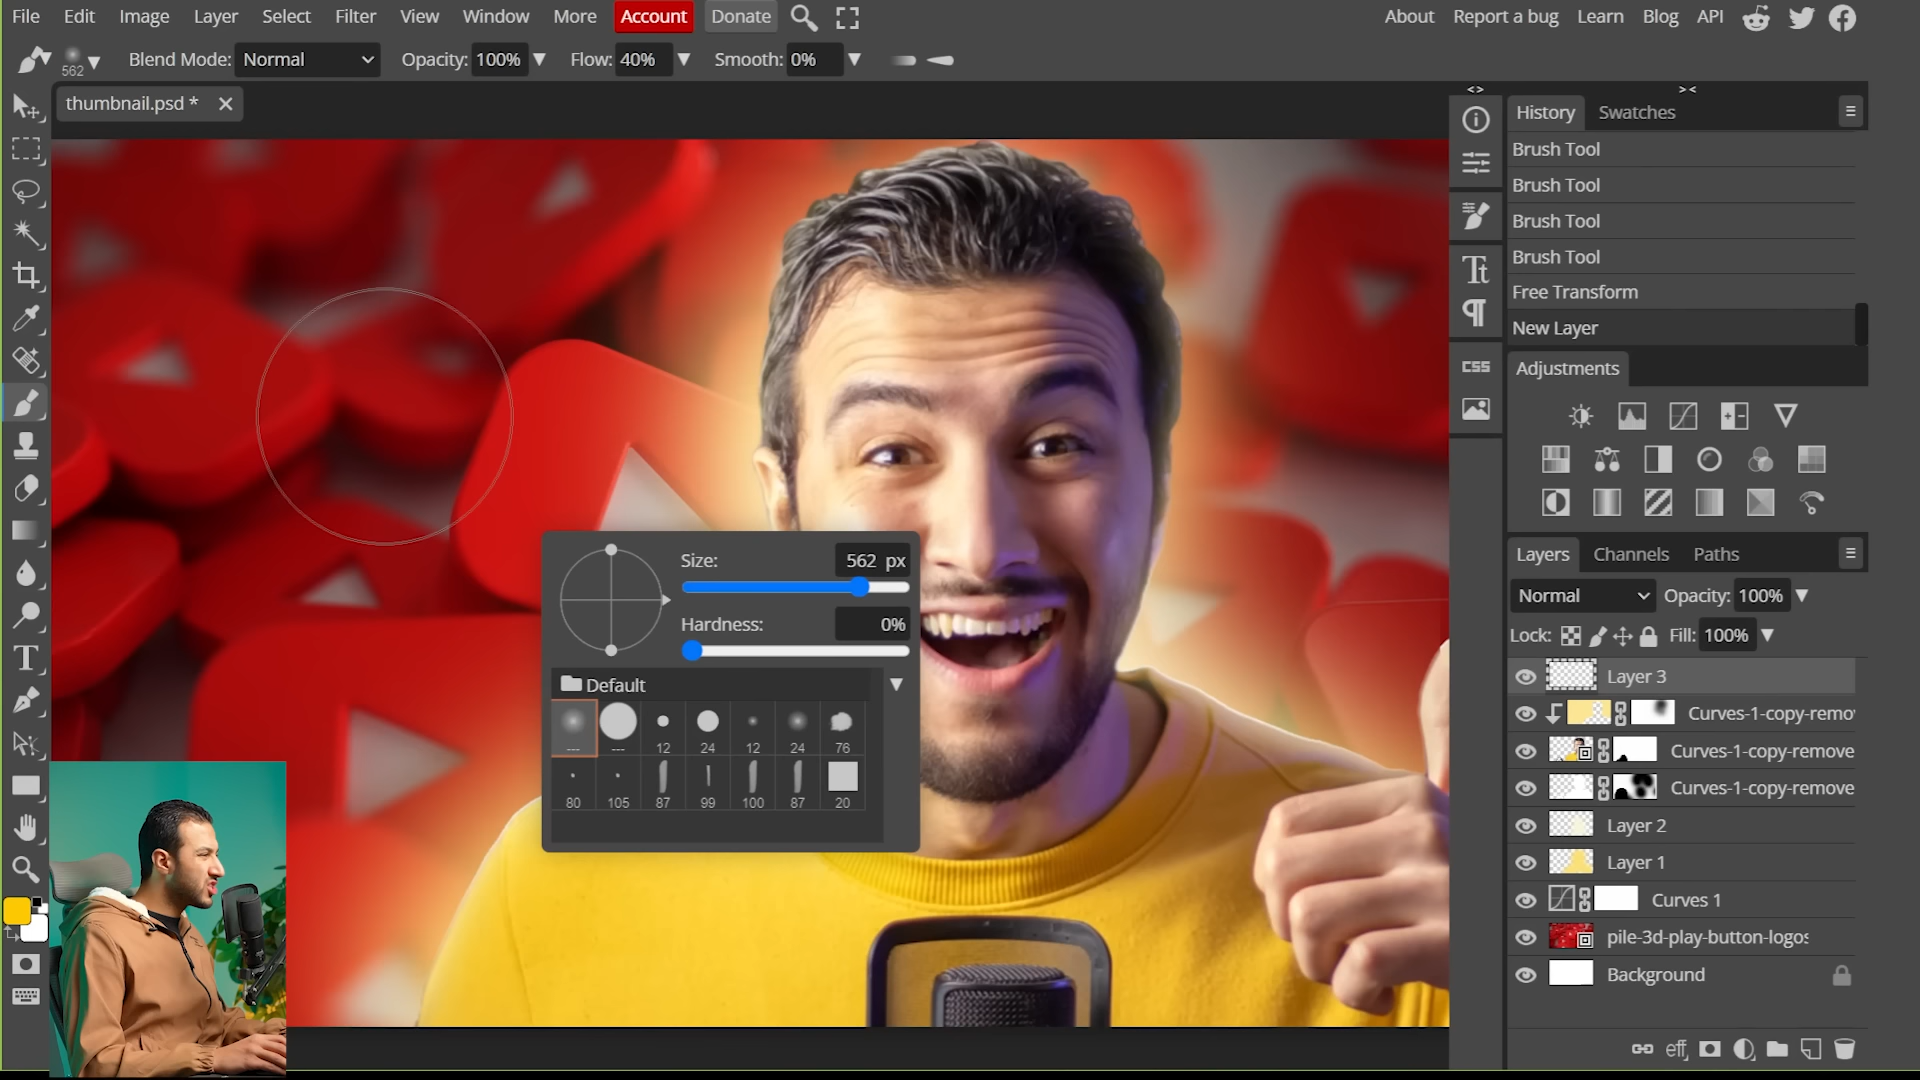 File Edit Image Layer Select Filter View Window More Account Donate About Report a bug Learn Blog API
562 Blend Mode: Normal Opacity: 100% Flow: 40% Smooth: 0%
thumbnail.psd *
History Swatches
Brush Tool
Brush Tool
Brush Tool
Brush Tool
Free Transform
New Layer
Tt
CSS
Adjustments
Size: 562 px
Hardness: 0%
Default
--- --- 12 24 12 24 76
80 105 87 99 100 87 20
Layers Channels Paths
Normal Opacity: 100%
Lock: Fill: 100%
Layer 3
Curves-1-copy-remo
Curves-1-copy-remove
Curves-1-copy-remove
Layer 2
Layer 1
Curves 1
pile-3d-play-button-logos
Background
eff